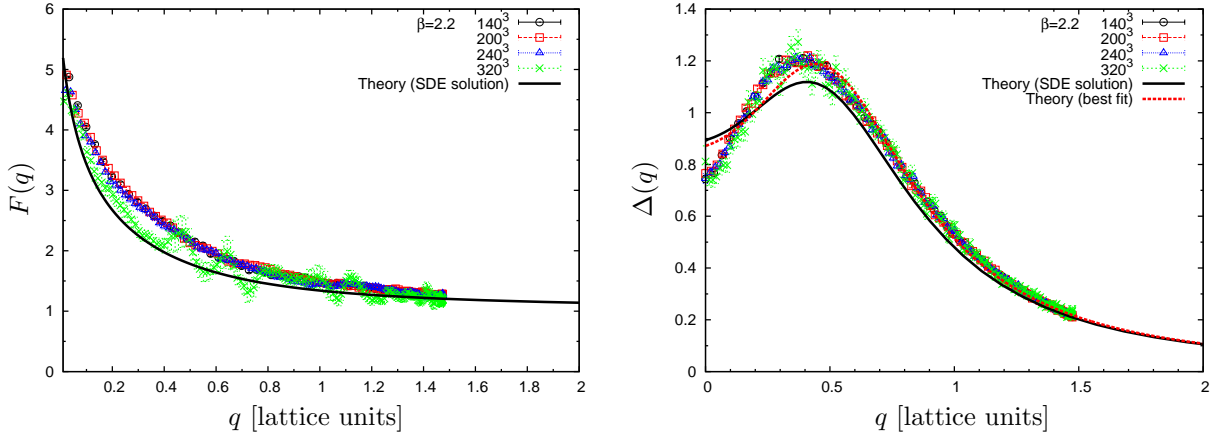 6
5
4
3
2
1
0
F(q)
β=2.2 140³
200³
240³
320³
Theory (SDE solution)
0.2 0.4 0.6 0.8 1 1.2 1.4 1.6 1.8 2
q [lattice units]
1.4
1.2
1.0
0.8
0.6
0.4
0.2
0
Δ(q)
β=2.2 140³
200³
240³
320³
Theory (SDE solution)
Theory (best fit)
0 0.5 1 1.5 2
q [lattice units]